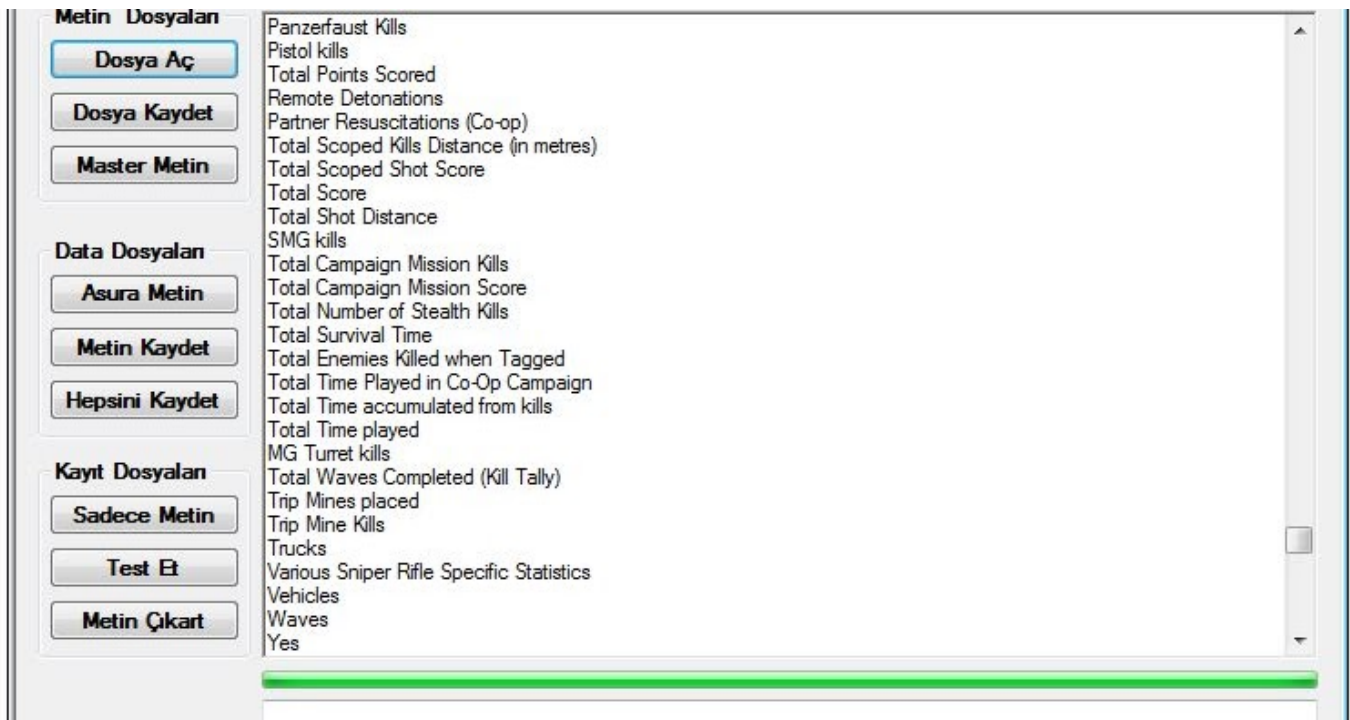 Metin Dosyaları
Dosya Aç
Dosya Kaydet
Master Metin
Data Dosyaları
Asura Metin
Metin Kaydet
Hepsini Kaydet
Kayıt Dosyaları
Sadece Metin
Test Et
Metin Çıkart
Panzerfaust Kills
Pistol kills
Total Points Scored
Remote Detonations
Partner Resuscitations (Co-op)
Total Scoped Kills Distance (in metres)
Total Scoped Shot Score
Total Score
Total Shot Distance
SMG kills
Total Campaign Mission Kills
Total Campaign Mission Score
Total Number of Stealth Kills
Total Survival Time
Total Enemies Killed when Tagged
Total Time Played in Co-Op Campaign
Total Time accumulated from kills
Total Time played
MG Turret kills
Total Waves Completed (Kill Tally)
Trip Mines placed
Trip Mine Kills
Trucks
Various Sniper Rifle Specific Statistics
Vehicles
Waves
Yes